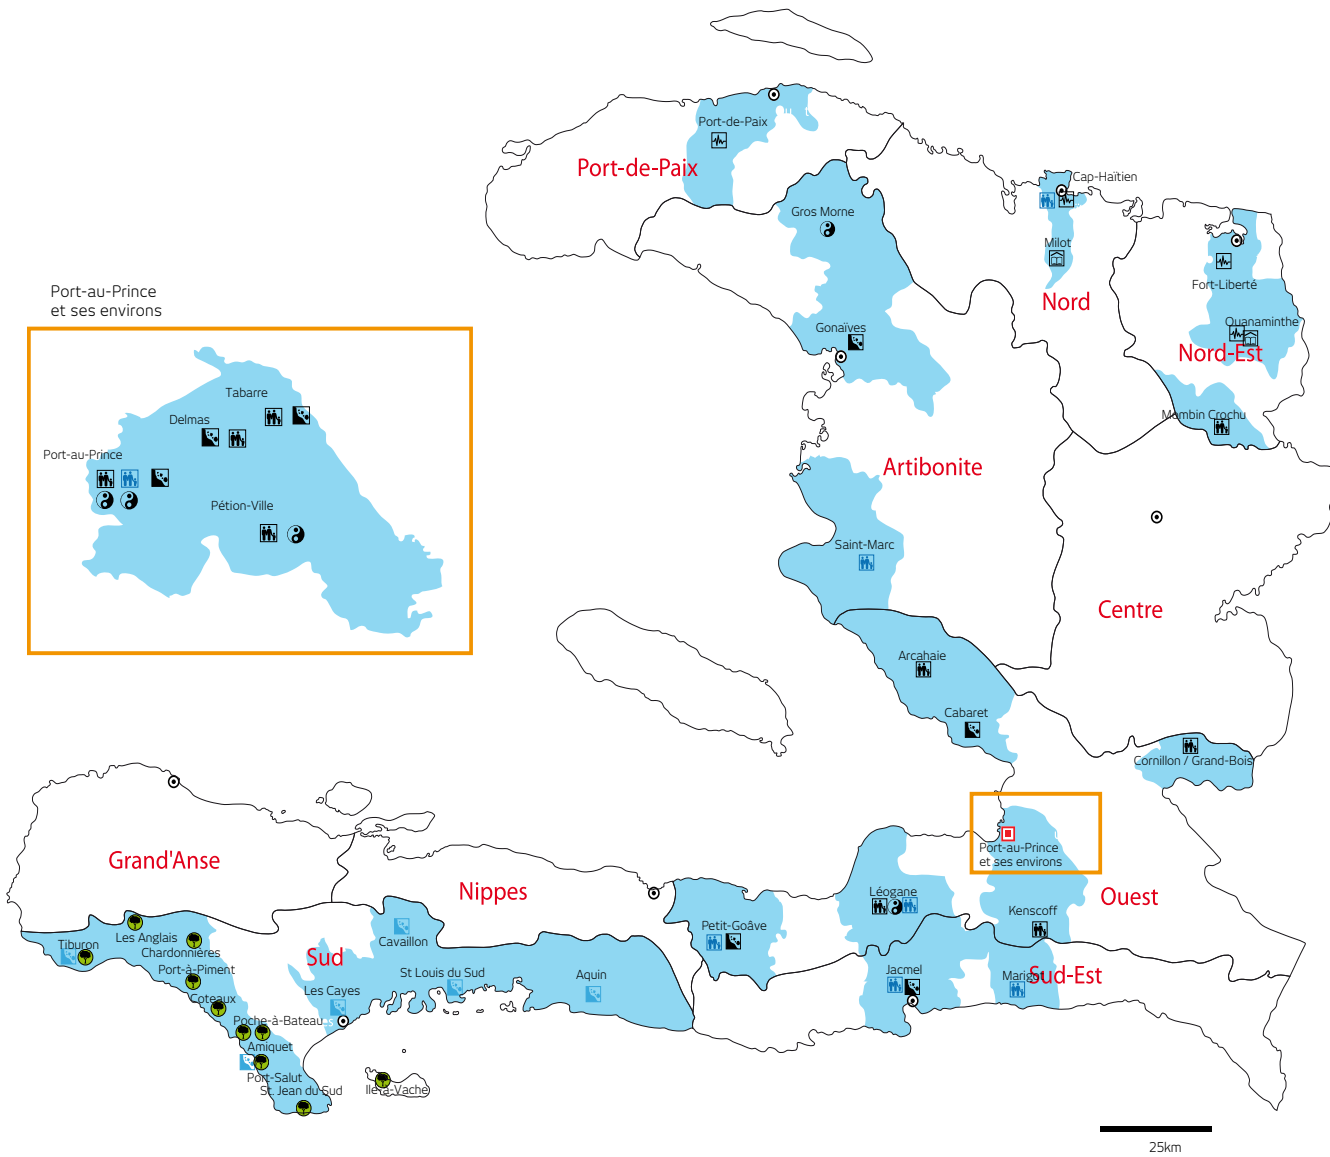 Port-de-Paix
Port-de-Paix
Cap-Haïtien
Gros Morne
Milot
Fort-Liberté
Nord
Port-au-Prince
et ses environs
Gonaïves
Ouanaminthe
Nord-Est
Tabarre
Delmas
Mombin Crochu
Port-au-Prince
Artibonite
Pétion-Ville
Saint-Marc
Centre
Arcahaie
Cabaret
Cornillon / Grand-Bois
Port-au-Prince
et ses environs
Grand'Anse
Nippes
Léogane
Ouest
Kenscoff
Petit-Goâve
Les Anglais
Chardonnières
Tiburon
Cavaillon
Sud
Port-à-Piment
St Louis du Sud
Aquin
Jacmel
Marigot
Sud-Est
Coteaux
Les Cayes
Poche-à-Bateaux
Amiquet
Port-Salut
St. Jean du Sud
Ile-à-Vache
25km